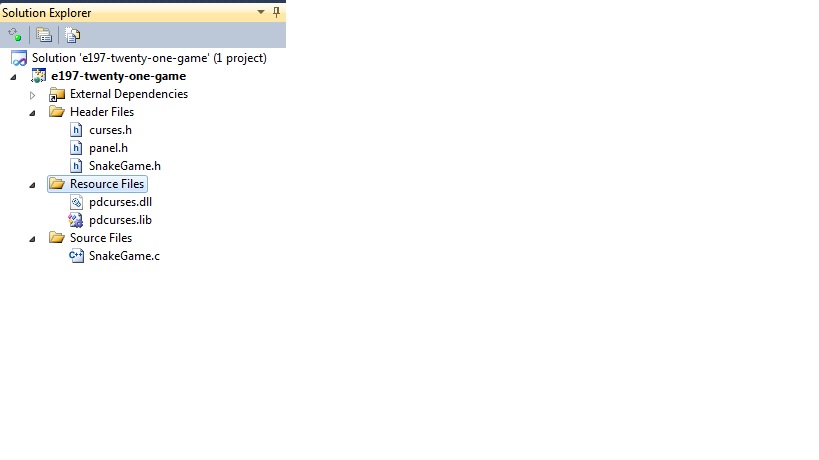 Solution Explorer
Solution 'e197-twenty-one-game' (1 project)
e197-twenty-one-game
External Dependencies
Header Files
curses.h
panel.h
SnakeGame.h
Resource Files
pdcurses.dll
pdcurses.lib
Source Files
SnakeGame.c